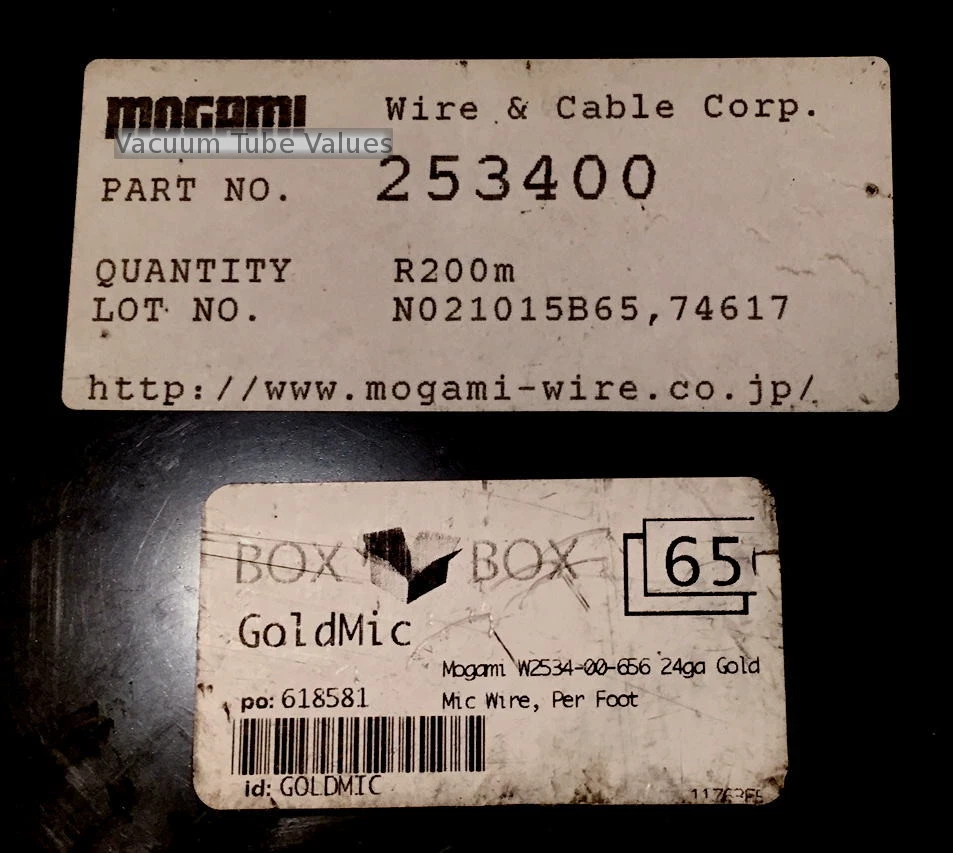 MOGAMI Wire & Cable Corp.
Vacuum Tube Values
PART NO. 253400
QUANTITY R200m
LOT NO. N021015B65,74617
http://www.mogami-wire.co.jp/
BOX BOX 65
GoldMic
Mogami W2534-00-656 24ga Gold
po: 618581 Mic Wire, Per Foot
id: GOLDMIC